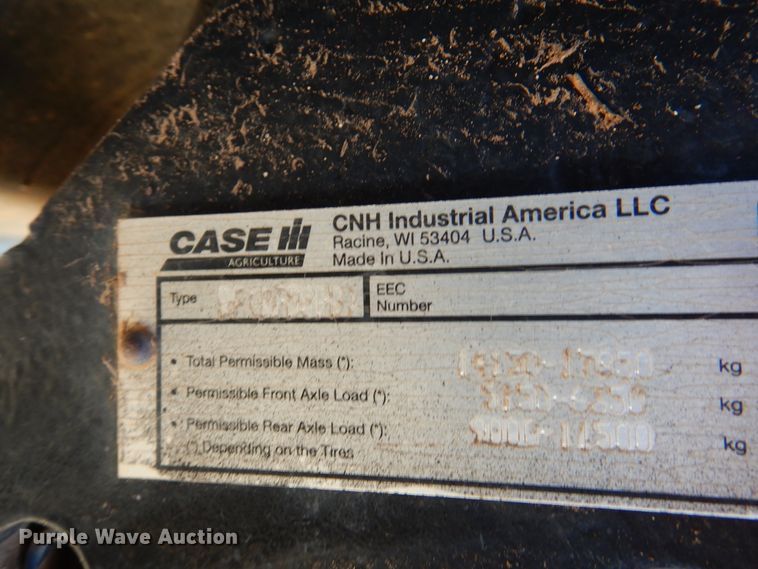 CASE IH
AGRICULTURE
CNH Industrial America LLC
Racine, WI 53404 U.S.A.
Made In U.S.A.
Type
EEC
Number
• Total Permissible Mass (*): kg
• Permissible Front Axle Load (*): kg
• Permissible Rear Axle Load (*): kg
(*) Depending on the Tires
Purple Wave Auction